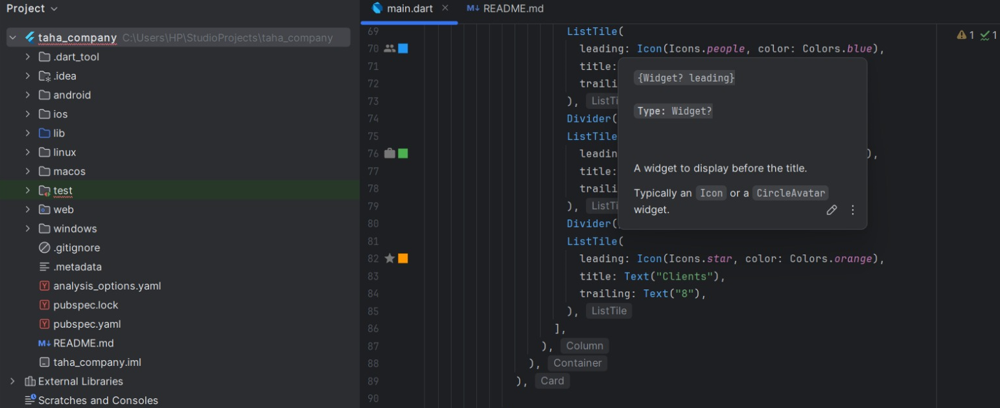 Project
main.dart
README.md
taha_company C:\Users\HP\StudioProjects\taha_company
.dart_tool
.idea
android
ios
lib
linux
macos
test
web
windows
.gitignore
.metadata
analysis_options.yaml
pubspec.lock
pubspec.yaml
README.md
taha_company.iml
External Libraries
Scratches and Consoles
69 ListTile(
70 leading: Icon(Icons.people, color: Colors.blue),
71 title:
72 traili
73 ), ListTi
74 Divider(
75 ListTile
76 leadin ),
77 title:
78 traili
79 ), ListTi
80 Divider(
81 ListTile(
82 leading: Icon(Icons.star, color: Colors.orange),
83 title: Text("Clients"),
84 trailing: Text("8"),
85 ), ListTile
86 ],
87 ), Column
88 ), Container
89 ), Card
90
1 1
{Widget? leading}
Type: Widget?
A widget to display before the title.
Typically an Icon or a CircleAvatar
widget.